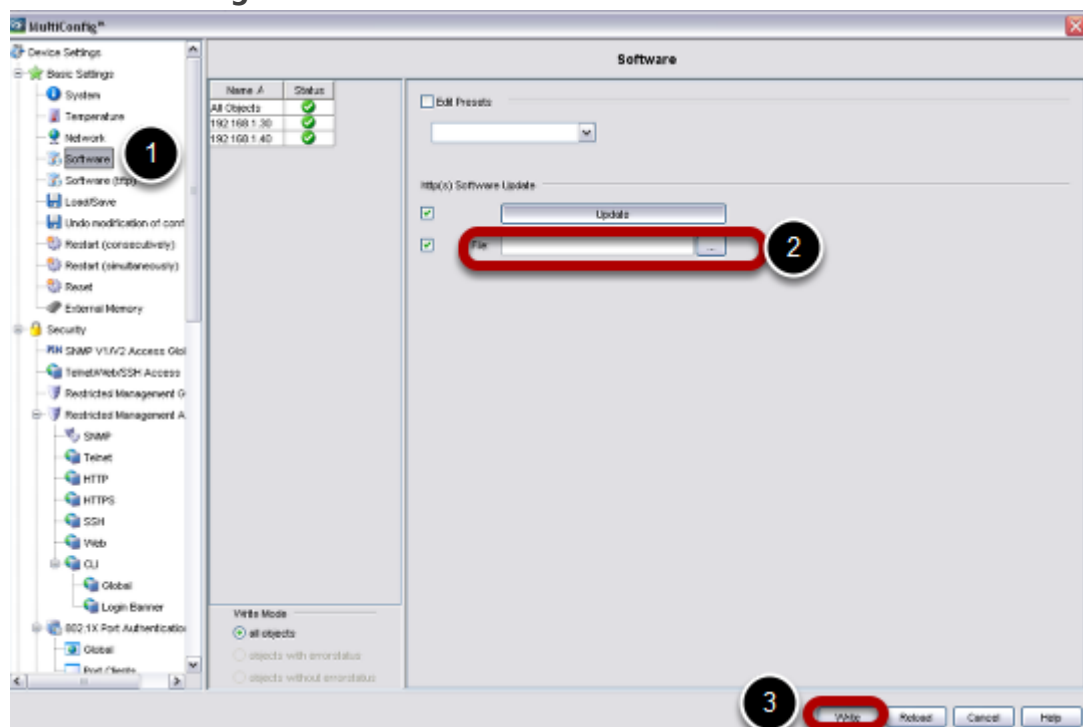 MultiConfig™
Device Settings
Basic Settings
System
Temperature
Network
Software
Software (tftp)
Load/Save
Undo modification of conf
Restart (consecutively)
Restart (simultaneously)
Reset
External Memory
Security
SNMP V1/V2 Access Glo
Telnet/Web/SSH Access
Restricted Management G
Restricted Management A
SNMP
Telnet
HTTP
HTTPS
SSH
Web
CLI
Global
Login Banner
802.1X Port Authenticatio
Global
Port Clients
1
Software
Name
Status
All Objects
192.168.1.30
192.168.1.40
Edit Presets
Http(s) Software Update
Update
File
...
2
Write Mode
all objects
objects with errorstatus
objects without errorstatus
3
Write
Reload
Cancel
Help